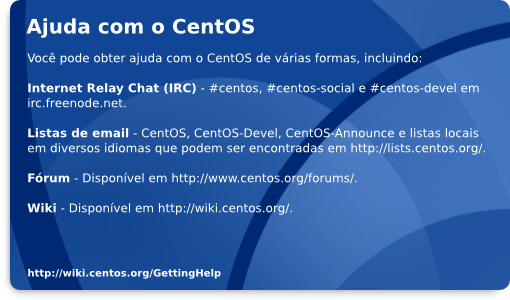 Ajuda com o CentOS
Você pode obter ajuda com o CentOS de várias formas, incluindo:
Internet Relay Chat (IRC) - #centos, #centos-social e #centos-devel em
irc.freenode.net.
Listas de email - CentOS, CentOS-Devel, CentOS-Announce e listas locais
em diversos idiomas que podem ser encontradas em http://lists.centos.org/.
Fórum - Disponível em http://www.centos.org/forums/.
Wiki - Disponível em http://wiki.centos.org/.
http://wiki.centos.org/GettingHelp